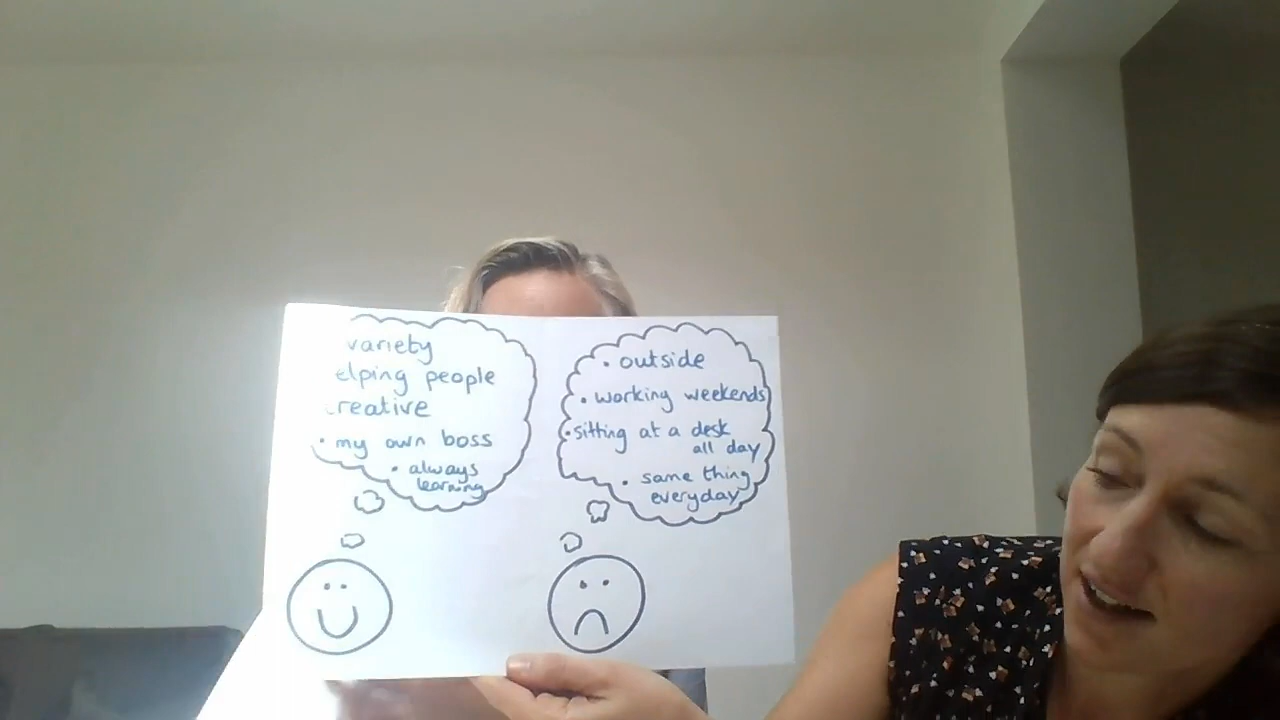 variety
elping people
reative
• my own boss
• always
learning
• outside
• working weekends
• sitting at a desk
all day
• same thing
everyday